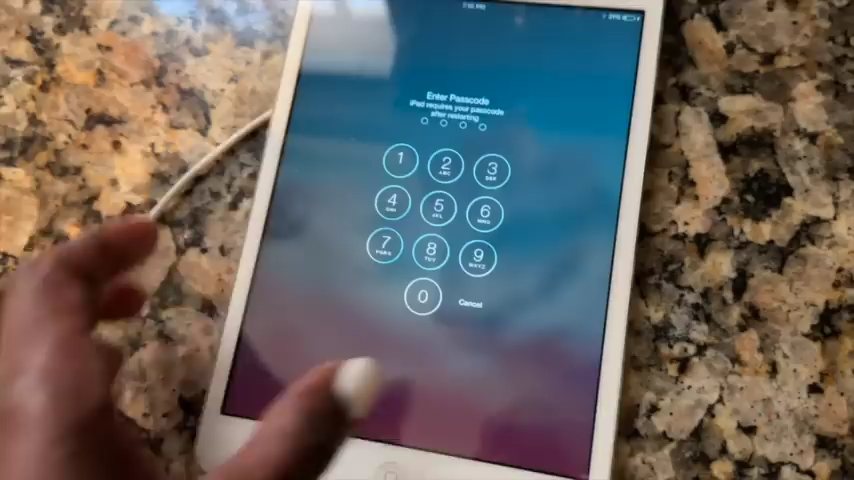 Enter Passcode
iPad requires your passcode
after restarting
1
2
ABC
3
DEF
4
GHI
5
JKL
6
MNO
7
PQRS
8
TUV
9
WXYZ
0
Cancel